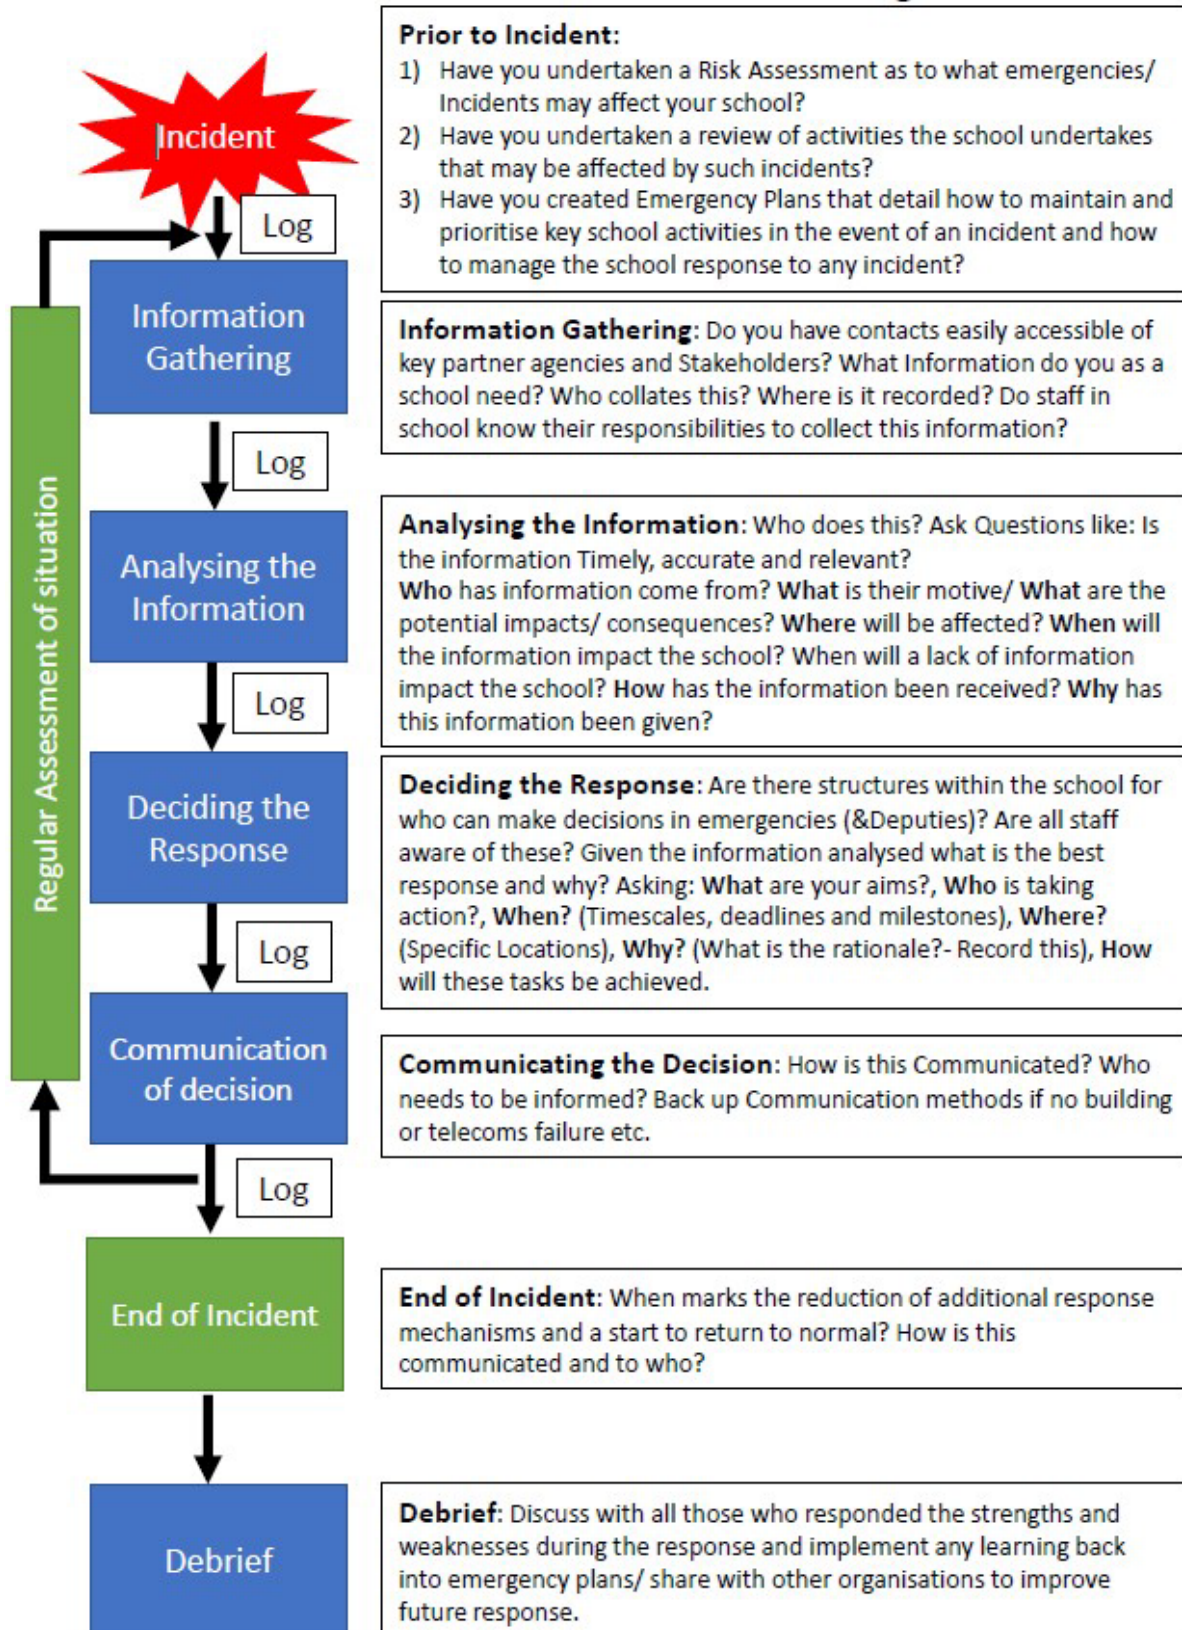 Prior to Incident:
1) Have you undertaken a Risk Assessment as to what emergencies/
Incidents may affect your school?
2) Have you undertaken a review of activities the school undertakes
that may be affected by such incidents?
3) Have you created Emergency Plans that detail how to maintain and
prioritise key school activities in the event of an incident and how
to manage the school response to any incident?
Incident
Log
Information
Gathering
Information Gathering: Do you have contacts easily accessible of
key partner agencies and Stakeholders? What Information do you as a
school need? Who collates this? Where is it recorded? Do staff in
school know their responsibilities to collect this information?
Log
Regular Assessment of situation
Analysing the
Information
Analysing the Information: Who does this? Ask Questions like: Is
the information Timely, accurate and relevant?
Who has information come from? What is their motive/ What are the
potential impacts/ consequences? Where will be affected? When will
the information impact the school? When will a lack of information
impact the school? How has the information been received? Why has
this information been given?
Log
Deciding the
Response
Deciding the Response: Are there structures within the school for
who can make decisions in emergencies (&Deputies)? Are all staff
aware of these? Given the information analysed what is the best
response and why? Asking: What are your aims?, Who is taking
action?, When? (Timescales, deadlines and milestones), Where?
(Specific Locations), Why? (What is the rationale?- Record this), How
will these tasks be achieved.
Log
Communication
of decision
Communicating the Decision: How is this Communicated? Who
needs to be informed? Back up Communication methods if no building
or telecoms failure etc.
Log
End of Incident
End of Incident: When marks the reduction of additional response
mechanisms and a start to return to normal? How is this
communicated and to who?
Debrief
Debrief: Discuss with all those who responded the strengths and
weaknesses during the response and implement any learning back
into emergency plans/ share with other organisations to improve
future response.